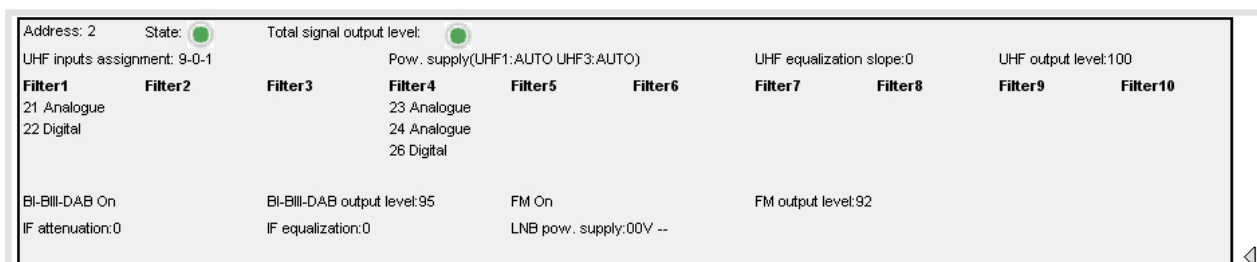 Address: 2 State: Total signal output level:
UHF inputs assignment: 9-0-1 Pow. supply(UHF1:AUTO UHF3:AUTO) UHF equalization slope:0 UHF output level:100
Filter1 Filter2 Filter3 Filter4 Filter5 Filter6 Filter7 Filter8 Filter9 Filter10
21 Analogue 23 Analogue
22 Digital 24 Analogue
26 Digital
BI-BIII-DAB On BI-BIII-DAB output level:95 FM On FM output level:92
IF attenuation:0 IF equalization:0 LNB pow. supply:00V --